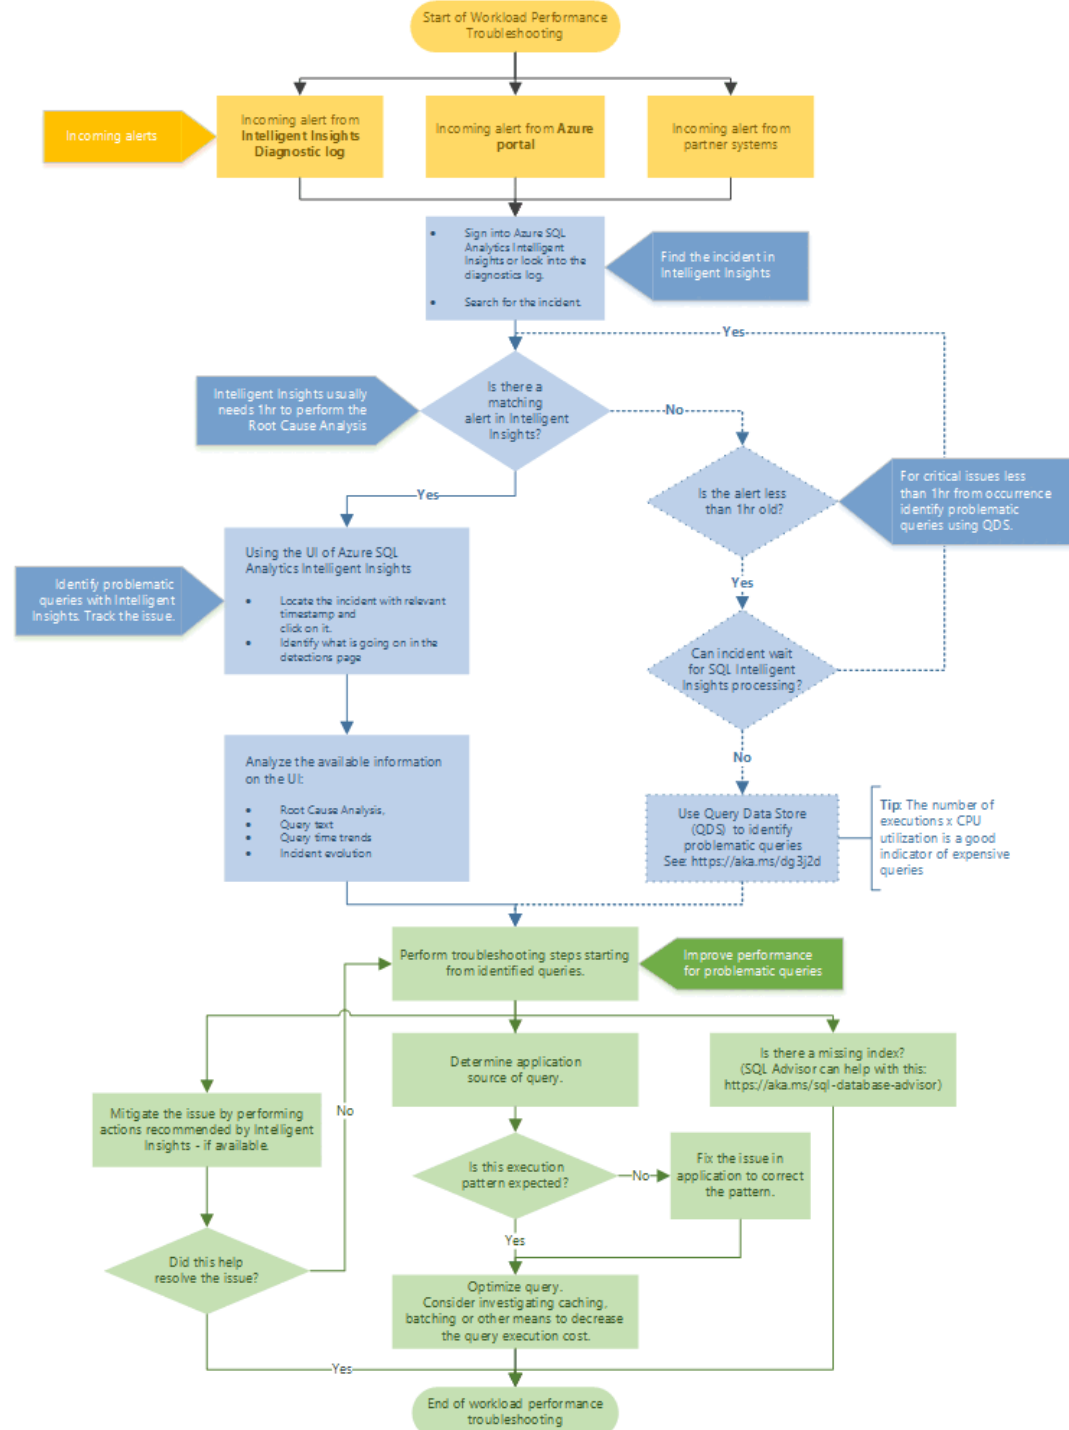 Start of Workload Performance
Troubleshooting
Incoming alerts
Incoming alert from
Intelligent Insights
Diagnostic log
Incoming alert from Azure
portal
Incoming alert from
partner systems
• Sign into Azure SQL
Analytics Intelligent
Insights or look into the
diagnostics log.
• Search for the incident.
Find the incident in
Intelligent Insights
Yes
Intelligent Insights usually
needs 1hr to perform the
Root Cause Analysis
Is there a
matching
alert in Intelligent
Insights?
No
Is the alert less
than 1hr old?
For critical issues less
than 1hr from occurrence
identify problematic
queries using QDS.
Yes
Identify problematic
queries with Intelligent
Insights. Track the issue.
Using the UI of Azure SQL
Analytics Intelligent Insights
• Locate the incident with relevant
timestamp and
click on it.
• Identify what is going on in the
detections page
Yes
Can incident wait
for SQL Intelligent
Insights processing?
No
Analyze the available information
on the UI:
• Root Cause Analysis,
• Query text
• Query time trends
• Incident evolution
Use Query Data Store
(QDS) to identify
problematic queries
See: https://aka.ms/dg3j2d
Tip: The number of
executions x CPU
utilization is a good
indicator of expensive
queries
Perform troubleshooting steps starting
from identified queries.
Improve performance
for problematic queries
Mitigate the issue by performing
actions recommended by Intelligent
Insights - if available.
No
Determine application
source of query.
Is there a missing index?
(SQL Advisor can help with this:
https://aka.ms/sql-database-advisor)
Is this execution
pattern expected?
No
Fix the issue in
application to correct
the pattern.
Did this help
resolve the issue?
Yes
Optimize query.
Consider investigating caching,
batching or other means to decrease
the query execution cost.
Yes
End of workload performance
troubleshooting